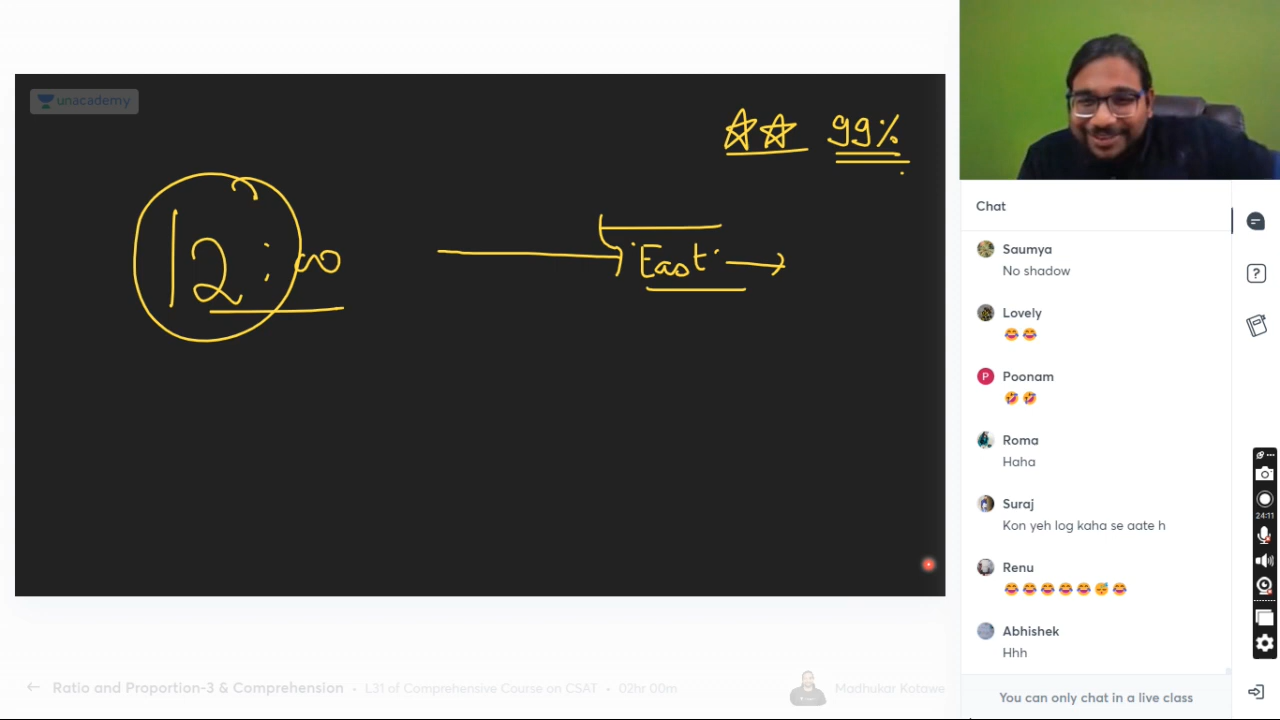 unacademy
99%
12:00
East
Ratio and Proportion-3 & Comprehension • L31 of Comprehensive Course on CSAT • 02hr 00m
Madhukar Kotawe
Chat
Saumya
No shadow
Lovely
😂 😂
P Poonam
🤣 🤣
Roma
Haha
Suraj
Kon yeh log kaha se aate h
Renu
😂 😂 😂 😂 😂 😴 😂
Abhishek
Hhh
You can only chat in a live class
24:11